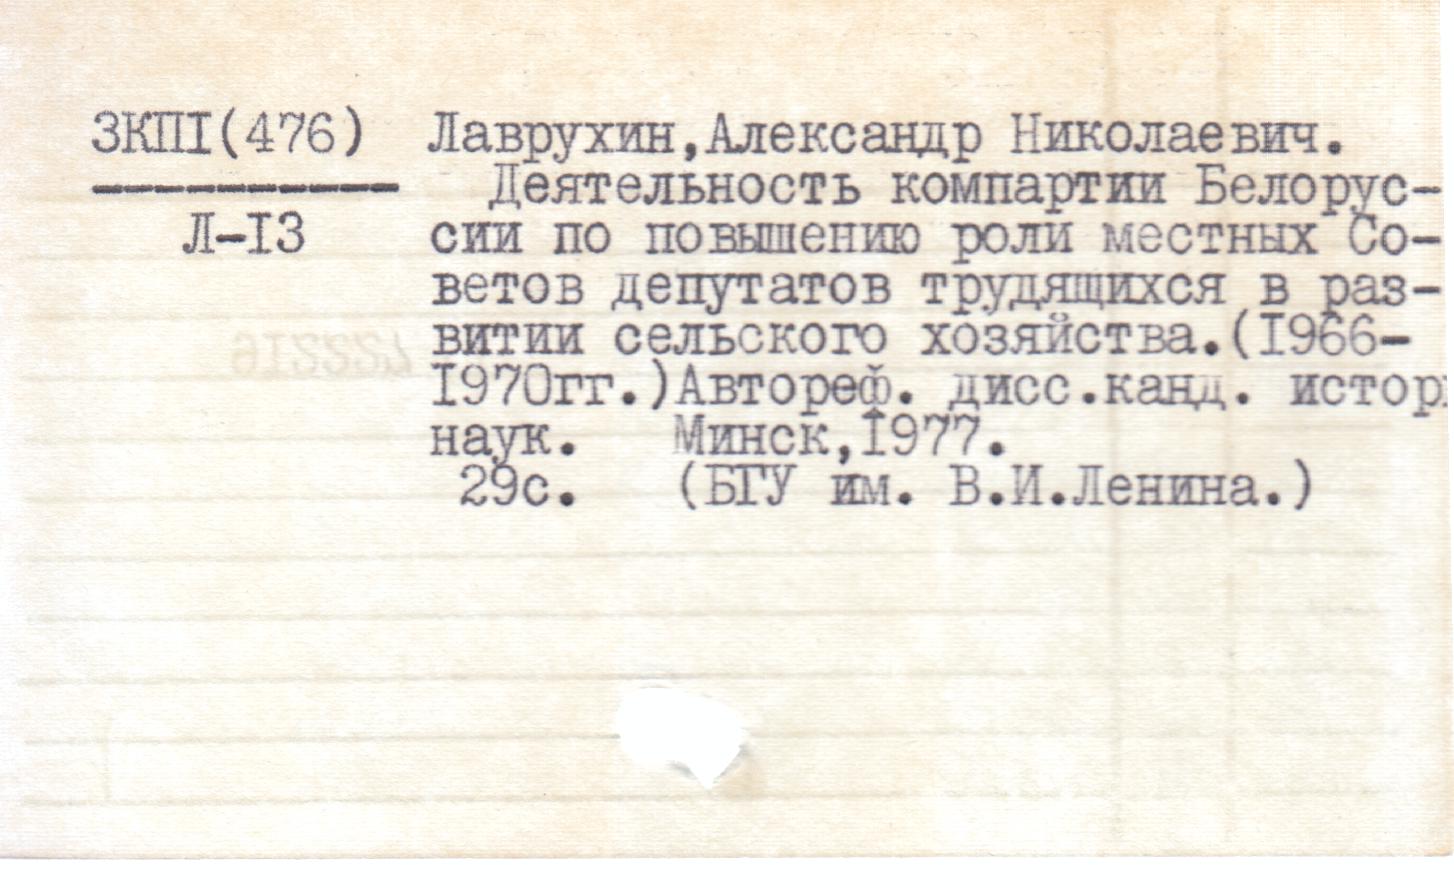 3КПI(476)
Л-I3
Лаврухин,Александр Николаевич.
Деятельность компартии Белорус-
сии по повышению роли местных Со-
ветов депутатов трудящихся в раз-
витии сельского хозяйства.(I966-
I970гг.)Автореф. дисс.канд. истор
наук. Минск,I977.
29с. (БГУ им. В.И.Ленина.)